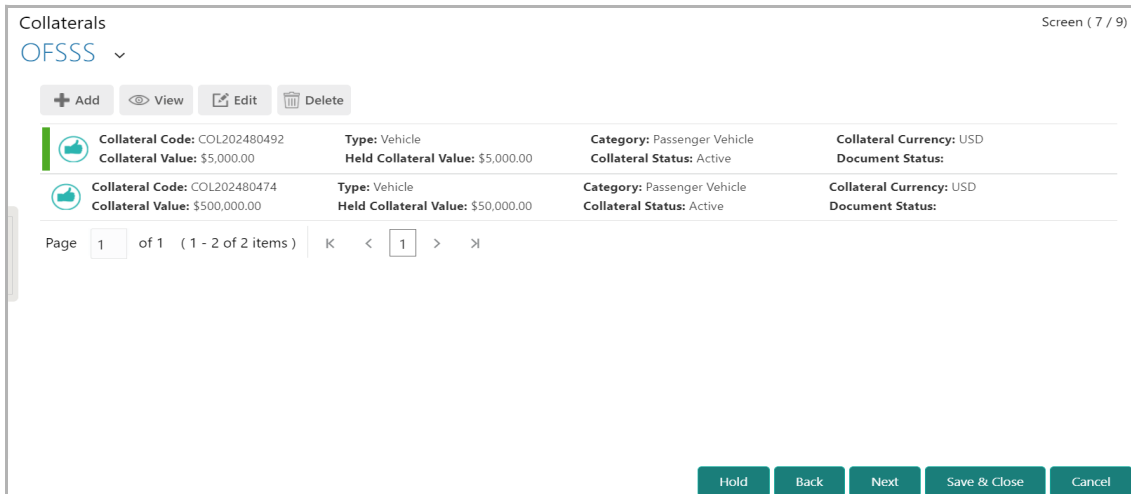 Collaterals
Screen ( 7 / 9)
OFSSS
Add View Edit Delete
Collateral Code: COL202480492 Type: Vehicle Category: Passenger Vehicle Collateral Currency: USD
Collateral Value: $5,000.00 Held Collateral Value: $5,000.00 Collateral Status: Active Document Status:
Collateral Code: COL202480474 Type: Vehicle Category: Passenger Vehicle Collateral Currency: USD
Collateral Value: $500,000.00 Held Collateral Value: $50,000.00 Collateral Status: Active Document Status:
Page 1 of 1 ( 1 - 2 of 2 items ) 1
Hold Back Next Save & Close Cancel